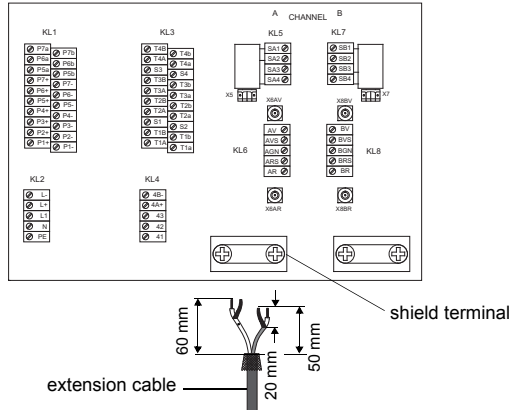 A CHANNEL B
KL1 KL3 KL5 KL7
P7a P7b
P6a P6b
P5a P5b
P7+ P7-
P6+ P6-
P5+ P5-
P4+ P4-
P3+ P3-
P2+ P2-
P1+ P1-
T4B T4b
T4A T4a
S3 S4
T3B T3b
T3A T3a
T2B T2b
T2A T2a
S1 S2
T1B T1b
T1A T1a
SA1
SA2
SA3
SA4
X5
SB1
SB2
SB3
SB4
X7
X6AV X8BV
KL6
AV
AVS
AGN
ARS
AR
BV
BVS
BGN
BRS
BR
KL8
X6AR X8BR
KL2 KL4
L-
L+
L1
N
PE
4B-
4A+
43
42
41
shield terminal
60 mm
20 mm
50 mm
extension cable